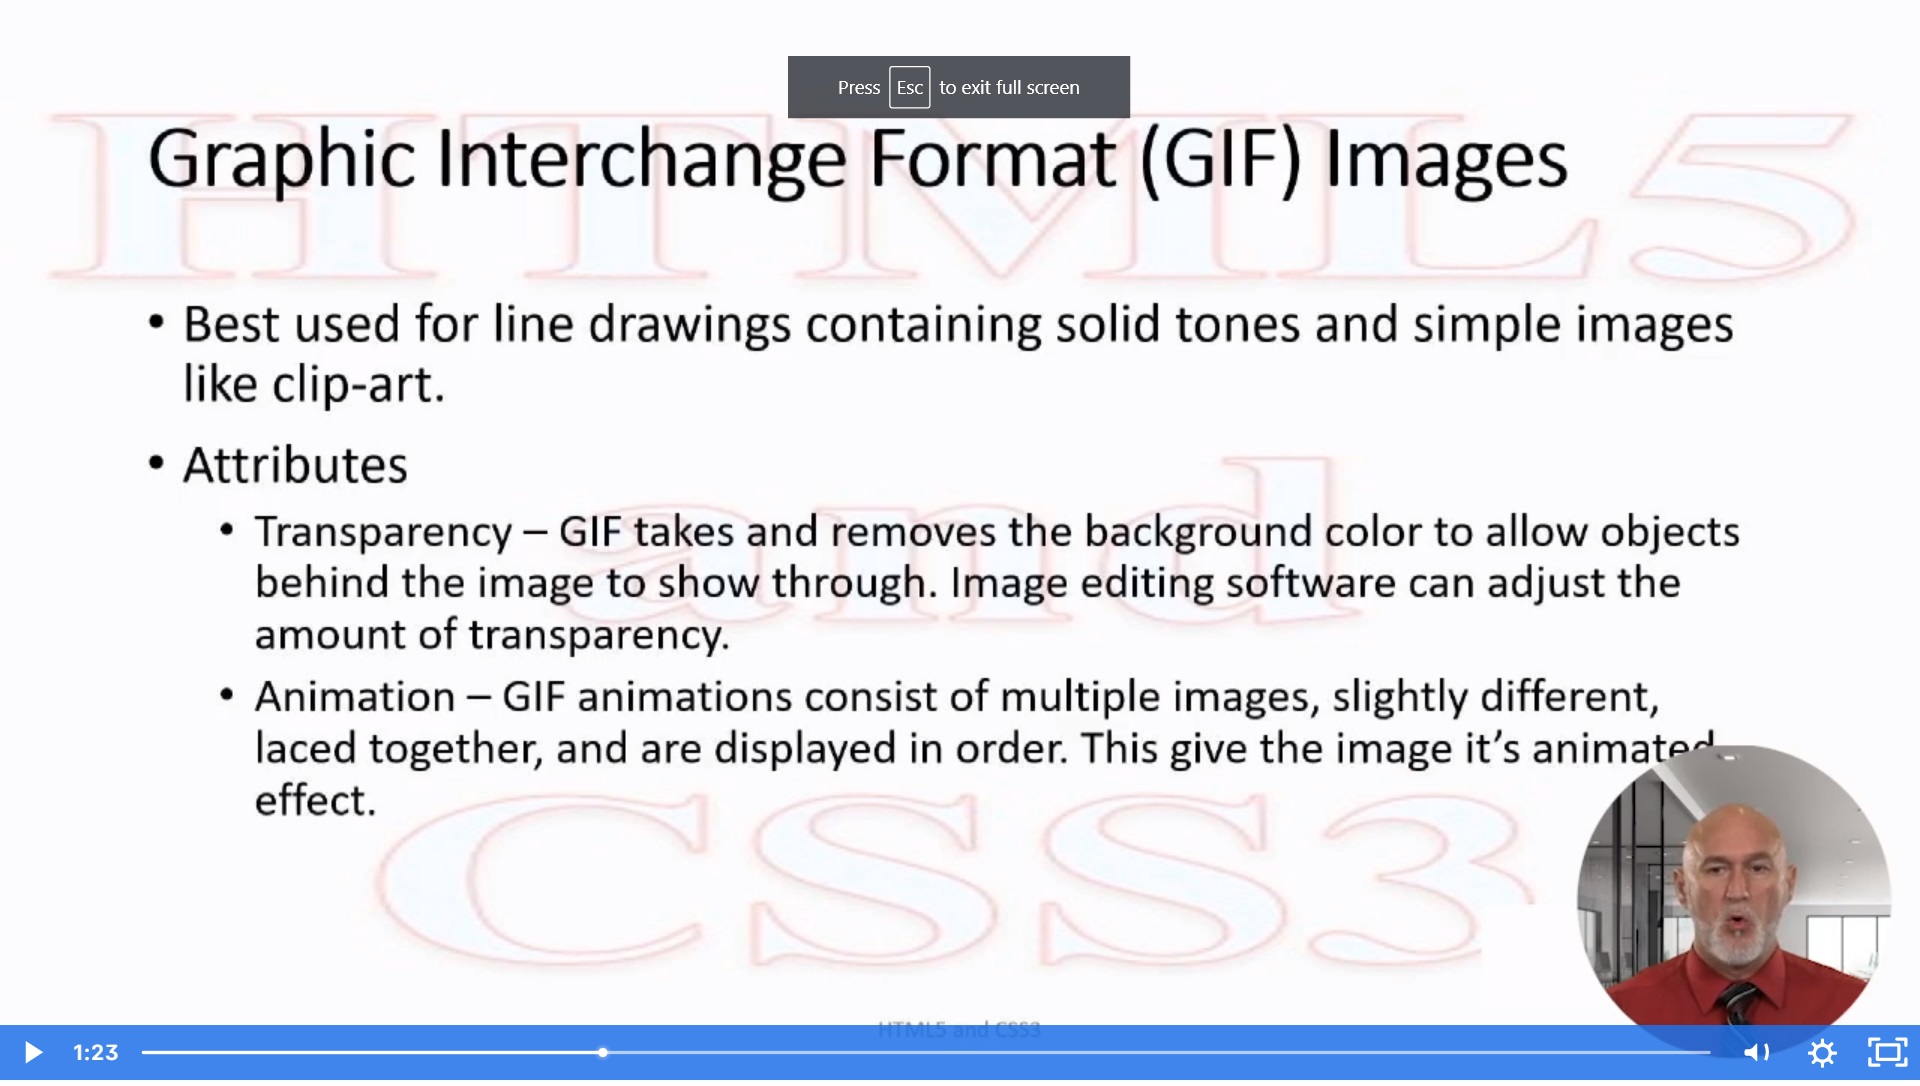 Press Esc to exit full screen
HTML5
Graphic Interchange Format (GIF) Images
• Best used for line drawings containing solid tones and simple images
like clip-art.
• Attributes
and
• Transparency – GIF takes and removes the background color to allow objects
behind the image to show through. Image editing software can adjust the
amount of transparency.
• Animation – GIF animations consist of multiple images, slightly different,
laced together, and are displayed in order. This give the image it’s animated
effect.
CSS3
HTML5 and CSS3
1:23